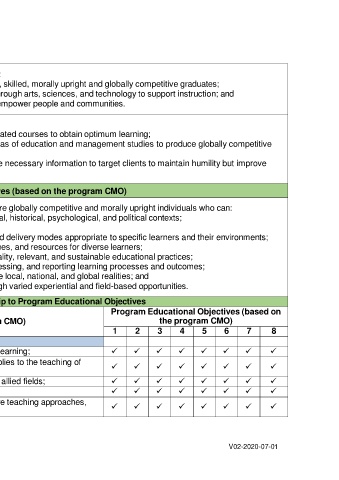 :
, skilled, morally upright and globally competitive graduates;
rough arts, sciences, and technology to support instruction; and
empower people and communities.
ated courses to obtain optimum learning;
as of education and management studies to produce globally competitive
e necessary information to target clients to maintain humility but improve
es (based on the program CMO)
re globally competitive and morally upright individuals who can:
al, historical, psychological, and political contexts;
d delivery modes appropriate to specific learners and their environments;
ues, and resources for diverse learners;
ality, relevant, and sustainable educational practices;
essing, and reporting learning processes and outcomes;
e local, national, and global realities; and
gh varied experiential and field-based opportunities.
ip to Program Educational Objectives
m CMO)
Program Educational Objectives (based on
the program CMO)
1 2 3 4 5 6 7 8
earning; ✓ ✓ ✓ ✓ ✓ ✓ ✓ ✓
plies to the teaching of ✓ ✓ ✓ ✓ ✓ ✓ ✓ ✓
allied fields; ✓ ✓ ✓ ✓ ✓ ✓ ✓ ✓
✓ ✓ ✓ ✓ ✓ ✓ ✓ ✓
ve teaching approaches, ✓ ✓ ✓ ✓ ✓ ✓ ✓ ✓
V02-2020-07-01